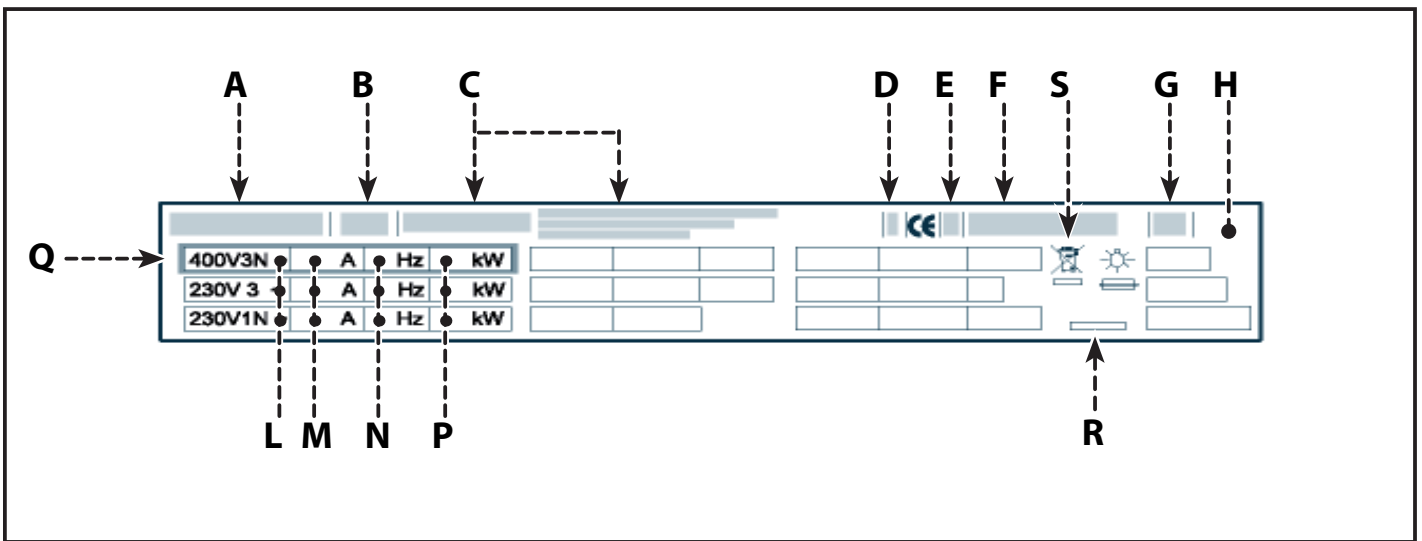 A B C D E F S G H
CE
Q 400V3N A Hz kW
230V 3 A Hz kW
230V1N A Hz kW
L M N P R